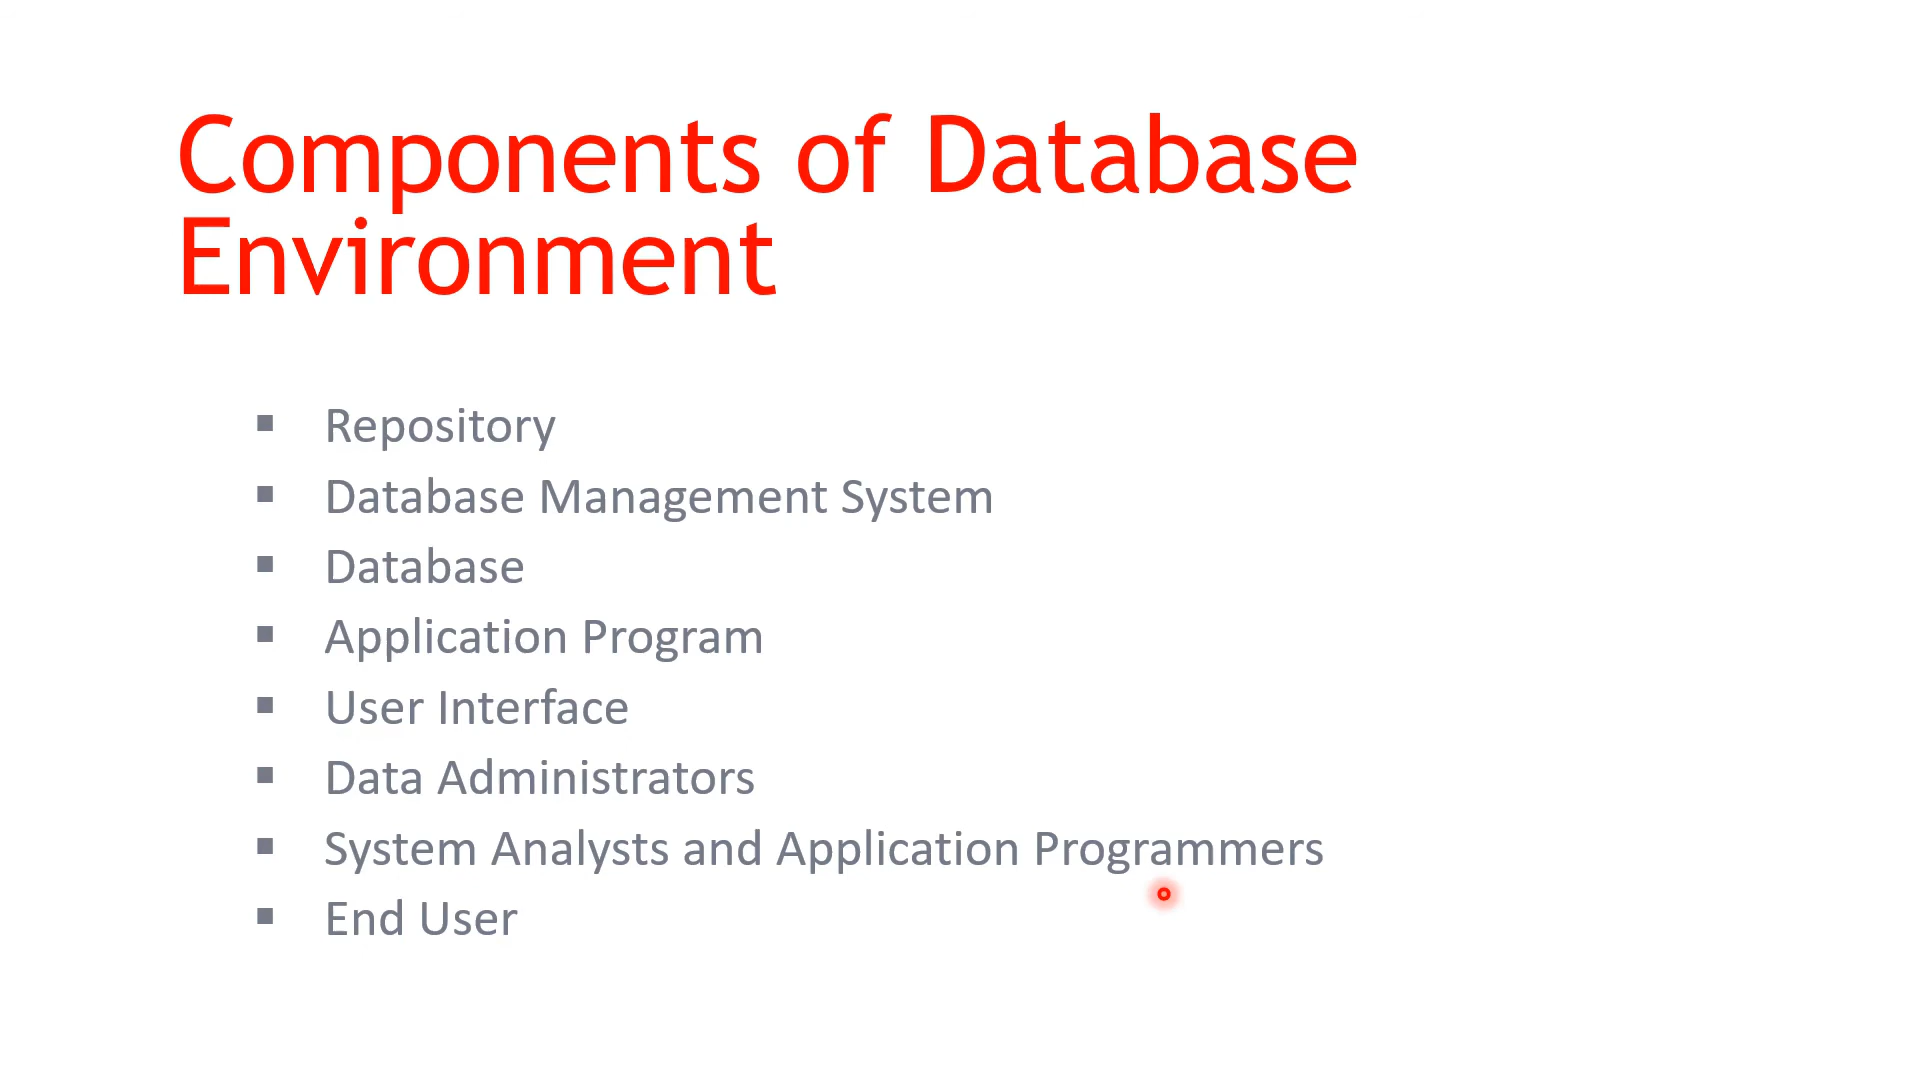 Components of Database
Environment
▪ Repository
▪ Database Management System
▪ Database
▪ Application Program
▪ User Interface
▪ Data Administrators
▪ System Analysts and Application Programmers
▪ End User